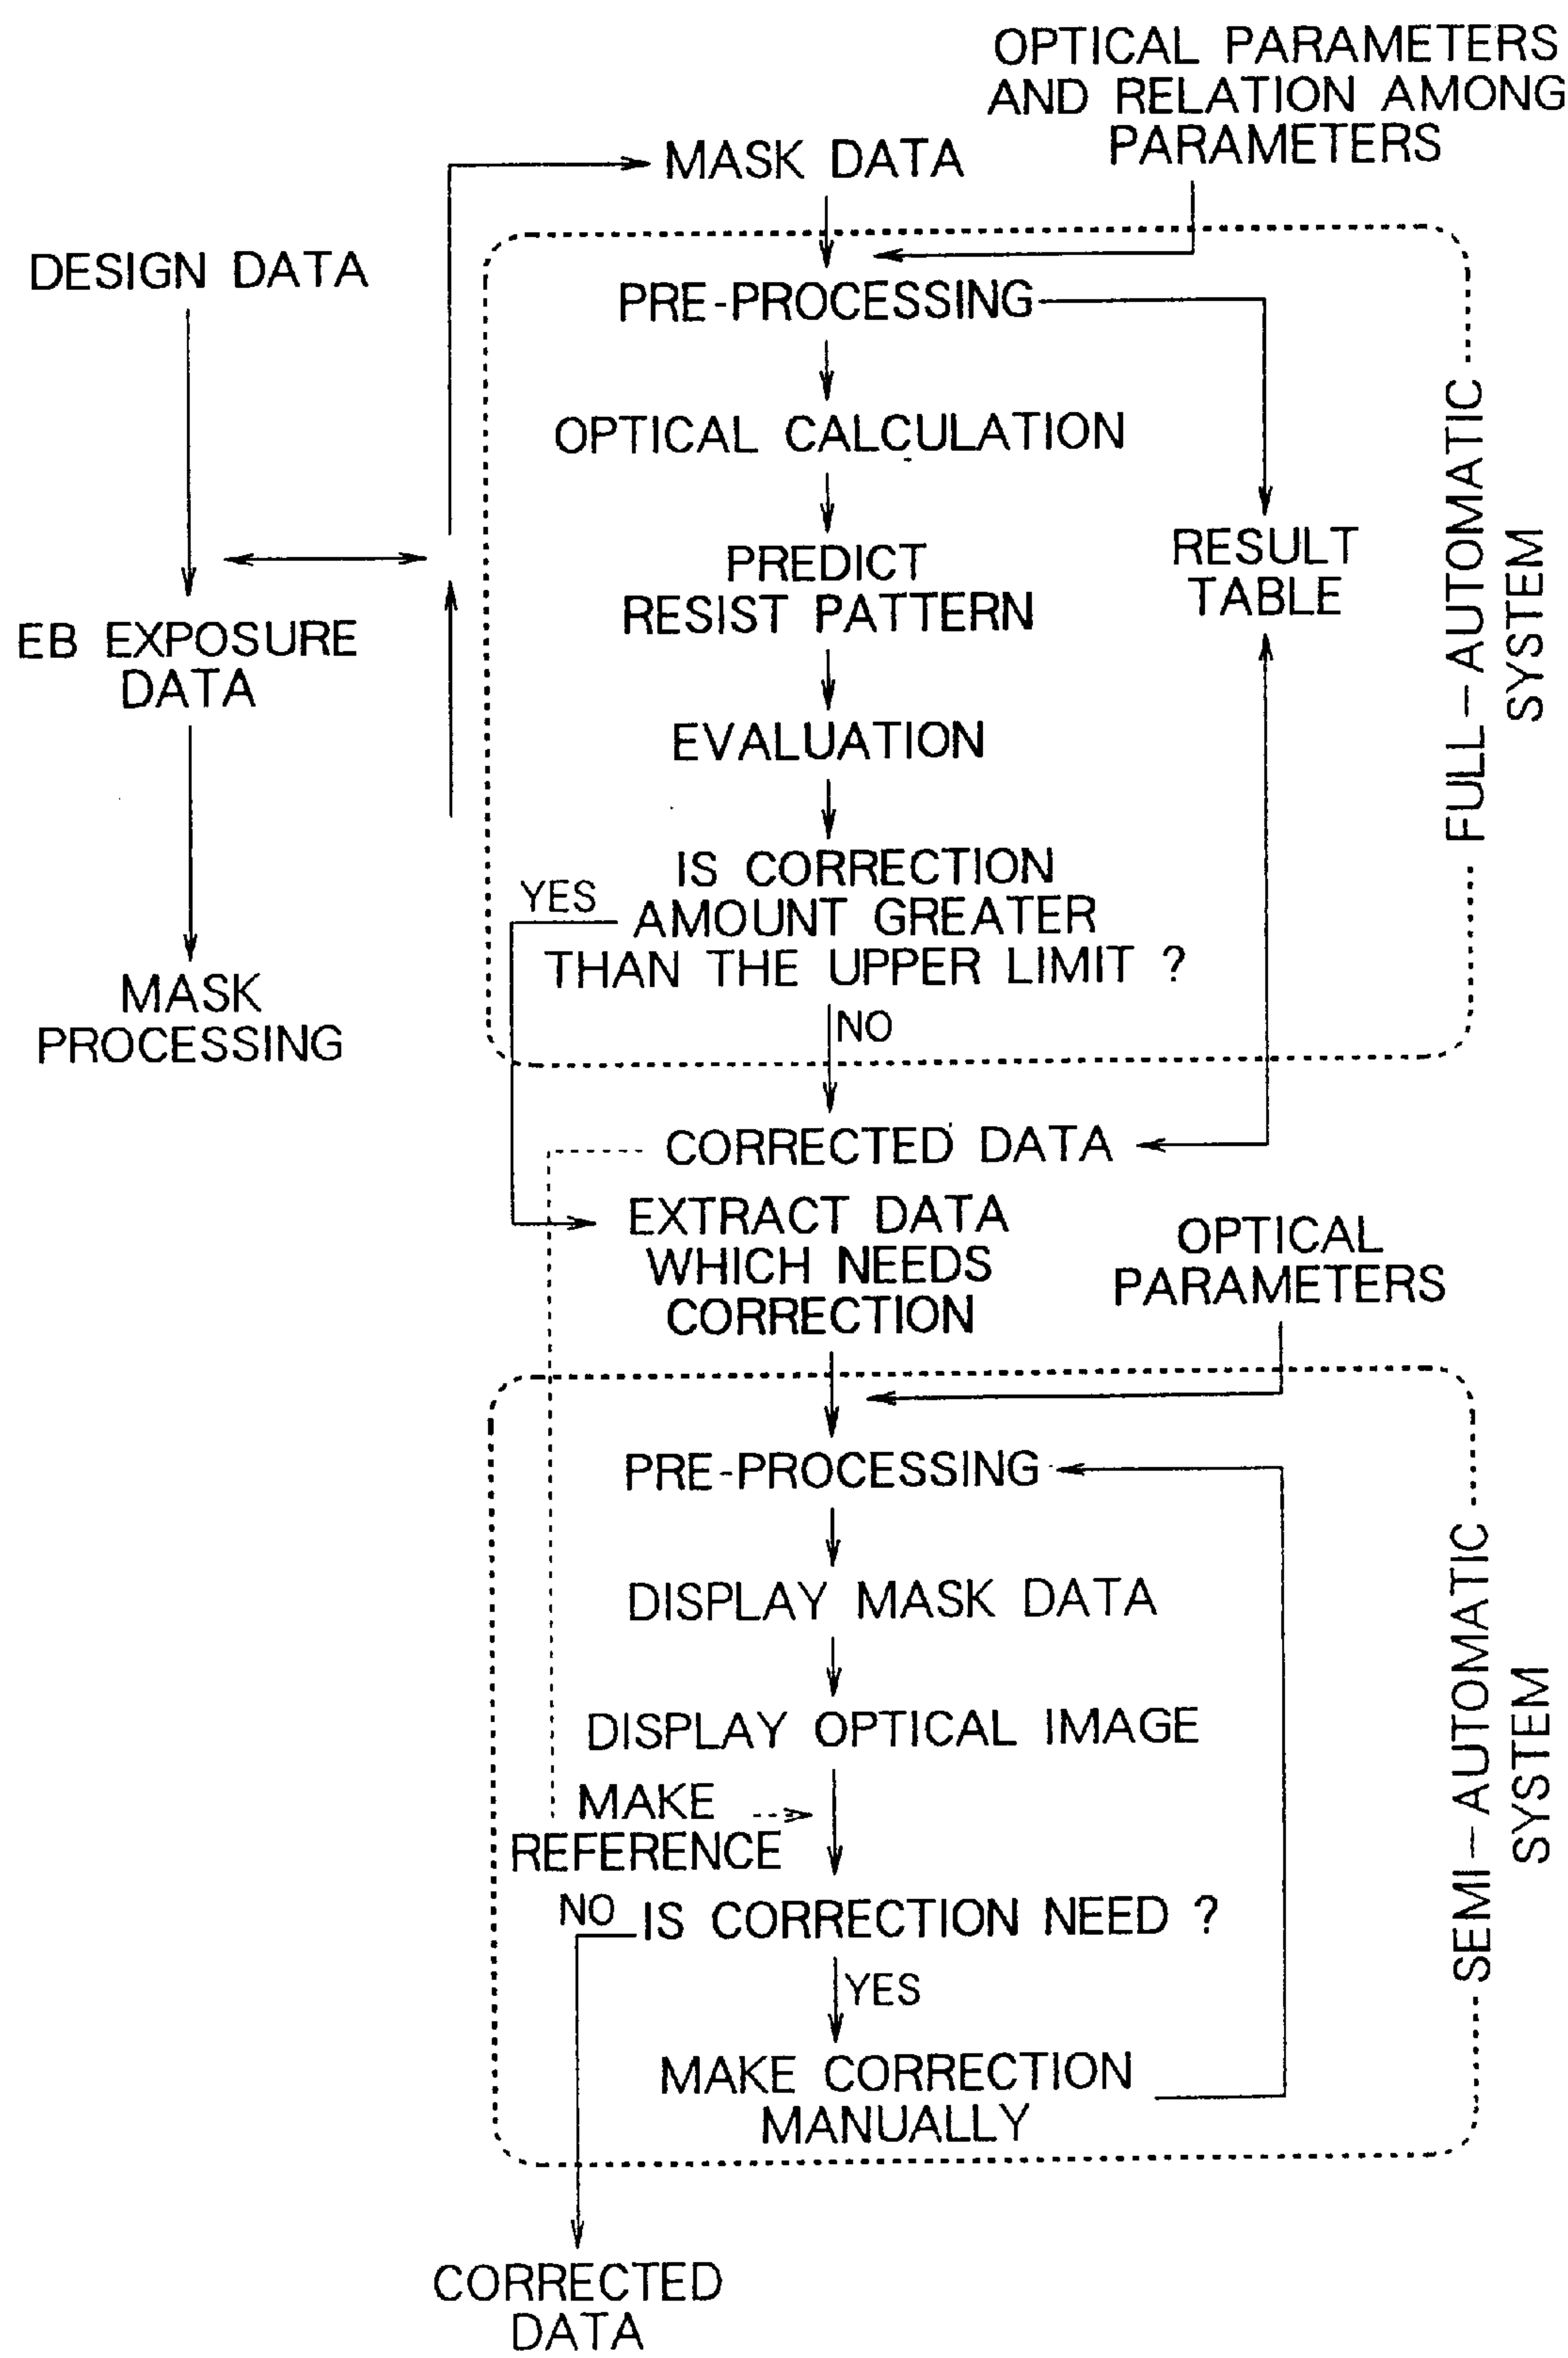 OPTICAL PARAMETERS
AND RELATION AMONG
PARAMETERS
MASK DATA
DESIGN DATA
PRE-PROCESSING
OPTICAL CALCULATION
PREDICT
RESIST PATTERN
RESULT
TABLE
EB EXPOSURE
DATA
EVALUATION
FULL-AUTOMATIC
SYSTEM
IS CORRECTION
YES
AMOUNT GREATER
THAN THE UPPER LIMIT ?
MASK
PROCESSING
NO
CORRECTED DATA
EXTRACT DATA
WHICH NEEDS
CORRECTION
OPTICAL
PARAMETERS
PRE-PROCESSING
DISPLAY MASK DATA
DISPLAY OPTICAL IMAGE
MAKE
REFERENCE
SEMI-AUTOMATIC
SYSTEM
NO
IS CORRECTION NEED ?
YES
MAKE CORRECTION
MANUALLY
CORRECTED
DATA